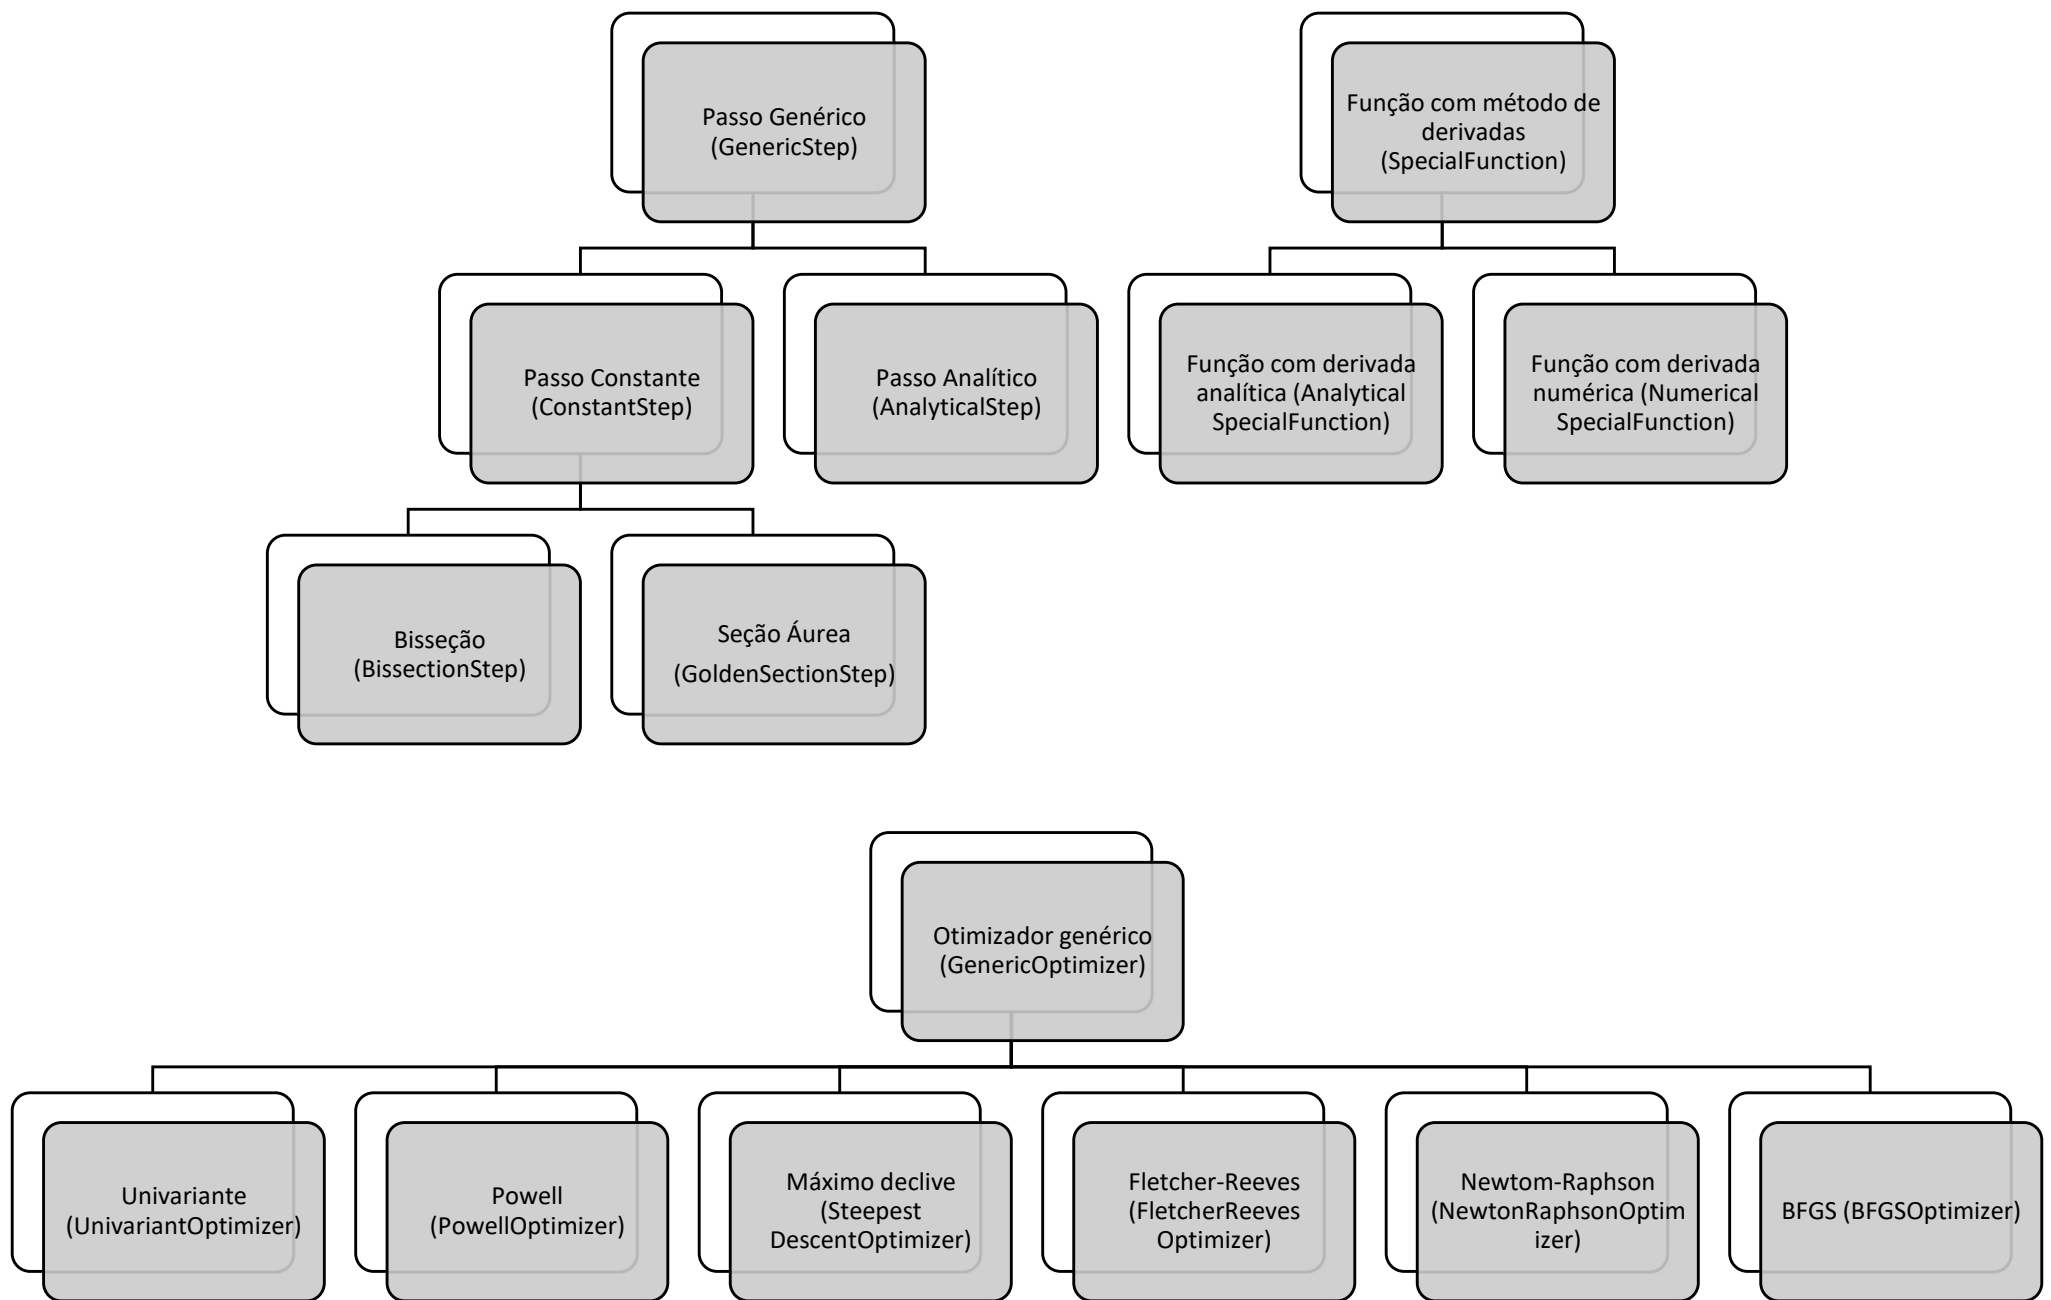 Passo Genérico
(GenericStep)
Função com método de
derivadas
(SpecialFunction)
Passo Constante
(ConstantStep)
Passo Analítico
(AnalyticalStep)
Função com derivada
analítica (Analytical
SpecialFunction)
Função com derivada
numérica (Numerical
SpecialFunction)
Bisseção
(BissectionStep)
Seção Áurea
(GoldenSectionStep)
Otimizador genérico
(GenericOptimizer)
Univariante
(UnivariantOptimizer)
Powell
(PowellOptimizer)
Máximo declive
(Steepest
DescentOptimizer)
Fletcher-Reeves
(FletcherReeves
Optimizer)
Newtom-Raphson
(NewtonRaphsonOptim
izer)
BFGS (BFGSOptimizer)